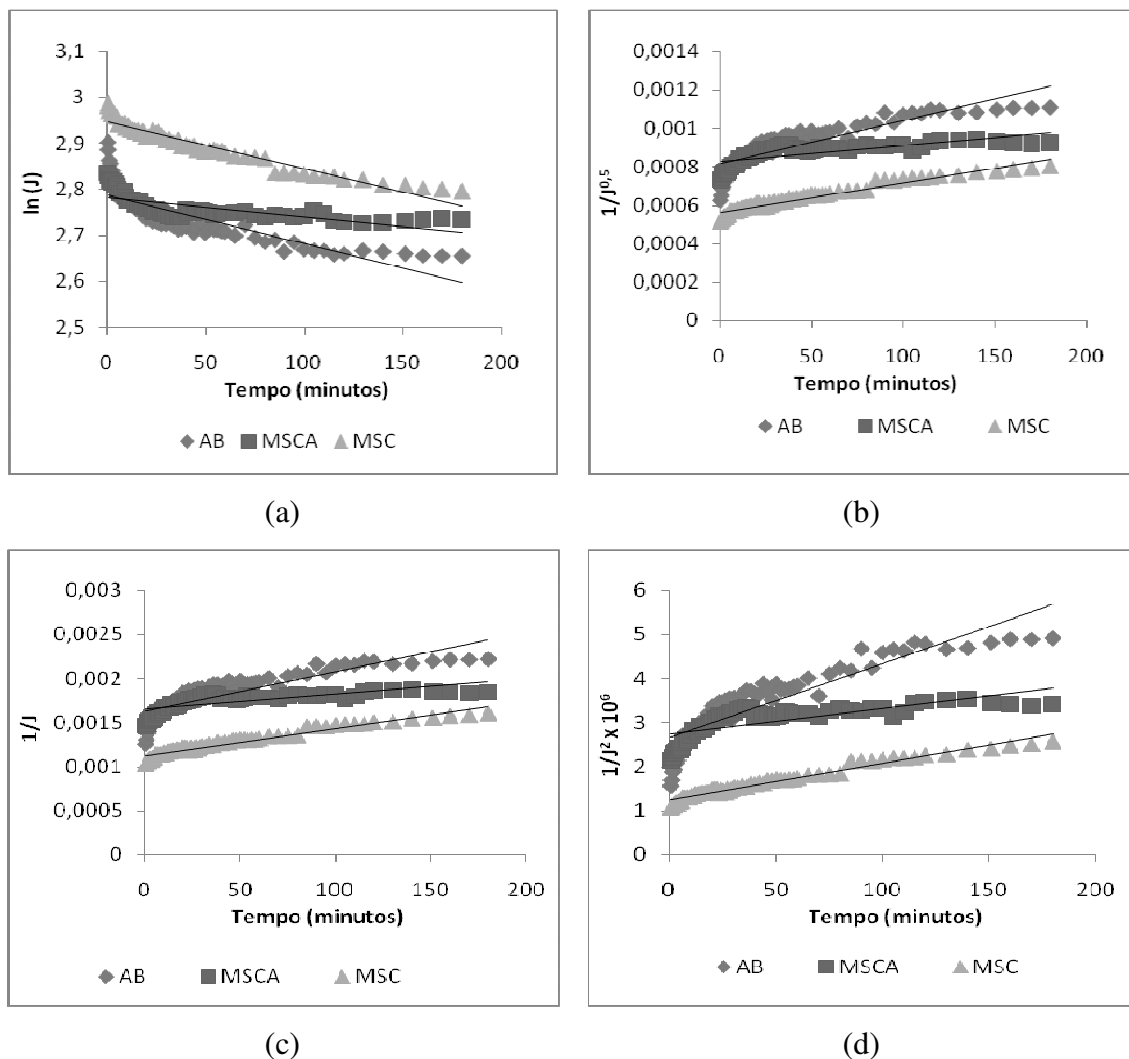 3,1
3
2,9
2,8
2,7
2,6
2,5
ln (J)
0 50 100 150 200
Tempo (minutos)
AB MSCA MSC
(a)
0,0014
0,0012
0,001
0,0008
0,0006
0,0004
0,0002
0
1/J^0,5
0 50 100 150 200
Tempo (minutos)
AB MSCA MSC
(b)
0,003
0,0025
0,002
0,0015
0,001
0,0005
0
1/J
0 50 100 150 200
Tempo (minutos)
AB MSCA MSC
(c)
6
5
4
3
2
1
0
1/J² x 10⁶
0 50 100 150 200
Tempo (minutos)
AB MSCA MSC
(d)